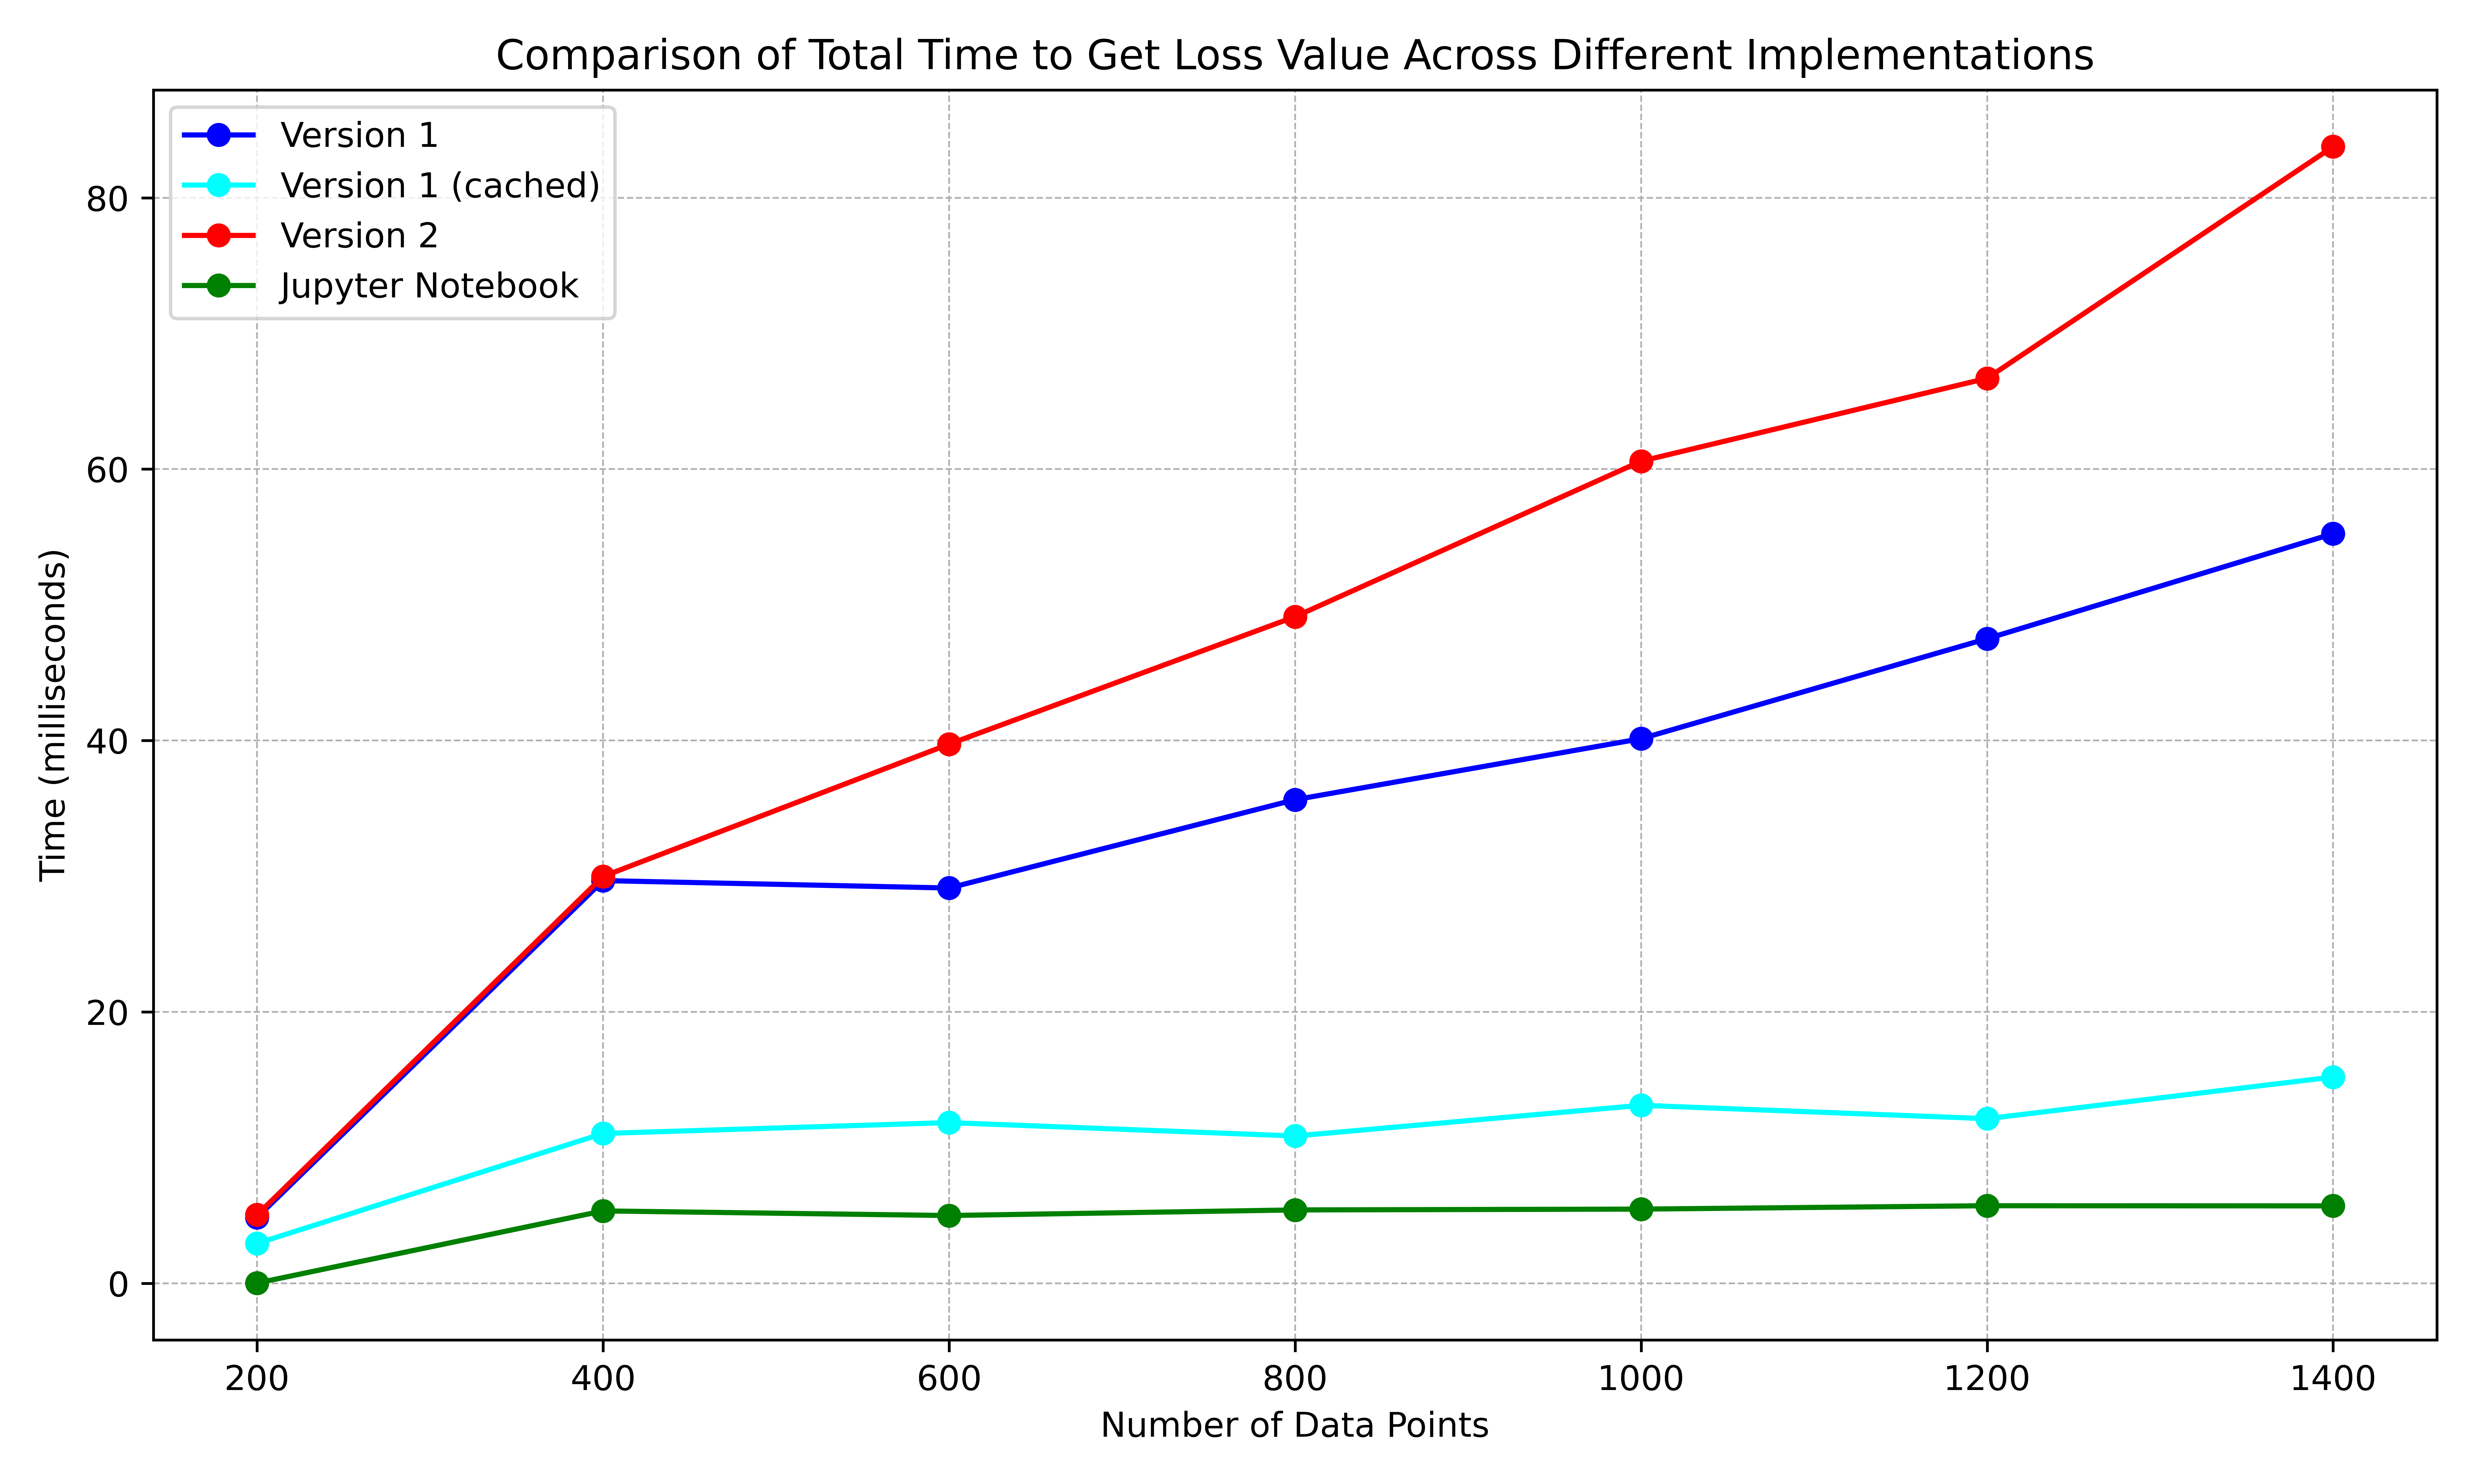 Comparison of Total Time to Get Loss Value Across Different Implementations
Version 1
Version 1 (cached)
Version 2
Jupyter Notebook
Time (milliseconds)
80
60
40
20
0
200 400 600 800 1000 1200 1400
Number of Data Points